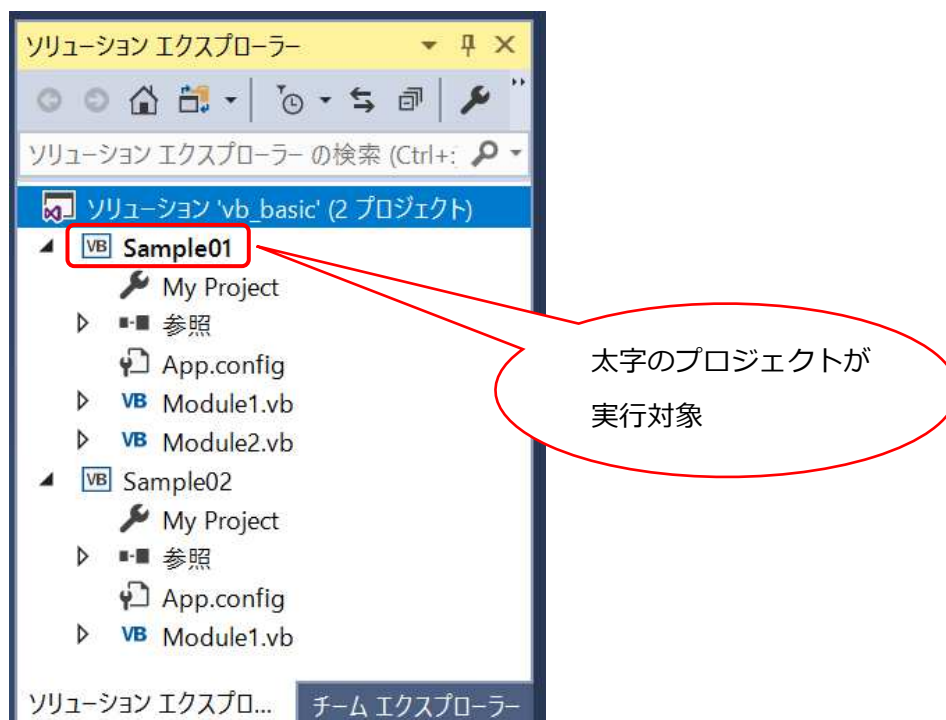 ソリューション エクスプローラー
ソリューション エクスプローラー の検索 (Ctrl+:
ソリューション 'vb_basic' (2 プロジェクト)
VB Sample01
My Project
参照
App.config
VB Module1.vb
VB Module2.vb
VB Sample02
My Project
参照
App.config
VB Module1.vb
太字のプロジェクトが
実行対象
ソリューション エクスプロ... チーム エクスプローラー